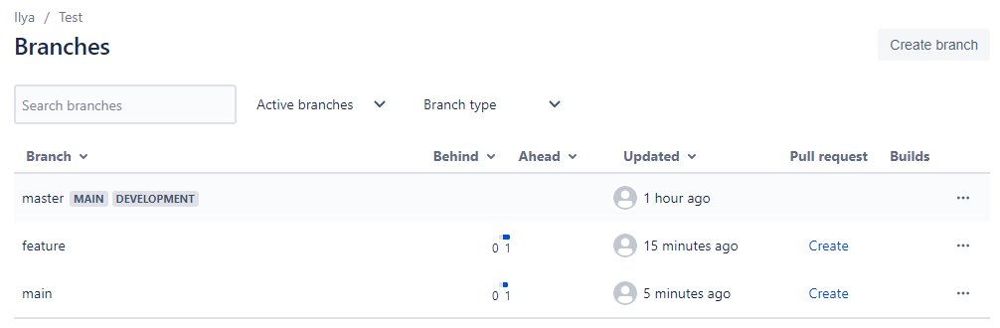 Ilya / Test
Branches
Create branch
Search branches
Active branches
Branch type
Branch Behind Ahead Updated Pull request Builds
master MAIN DEVELOPMENT 1 hour ago
feature 0 1 15 minutes ago Create
main 0 1 5 minutes ago Create